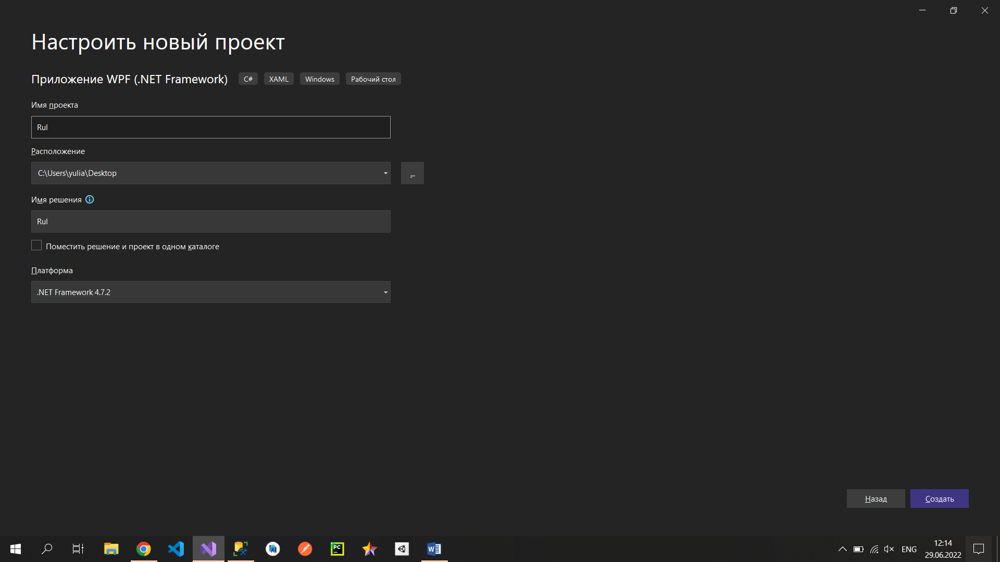 Настроить новый проект
Приложение WPF (.NET Framework) C# XAML Windows Рабочий стол
Имя проекта
Rul
Расположение
C:\Users\yulia\Desktop
...
Имя решения
Rul
Поместить решение и проект в одном каталоге
Платформа
.NET Framework 4.7.2
Назад
Создать
PC
W
ENG
12:14
29.06.2022